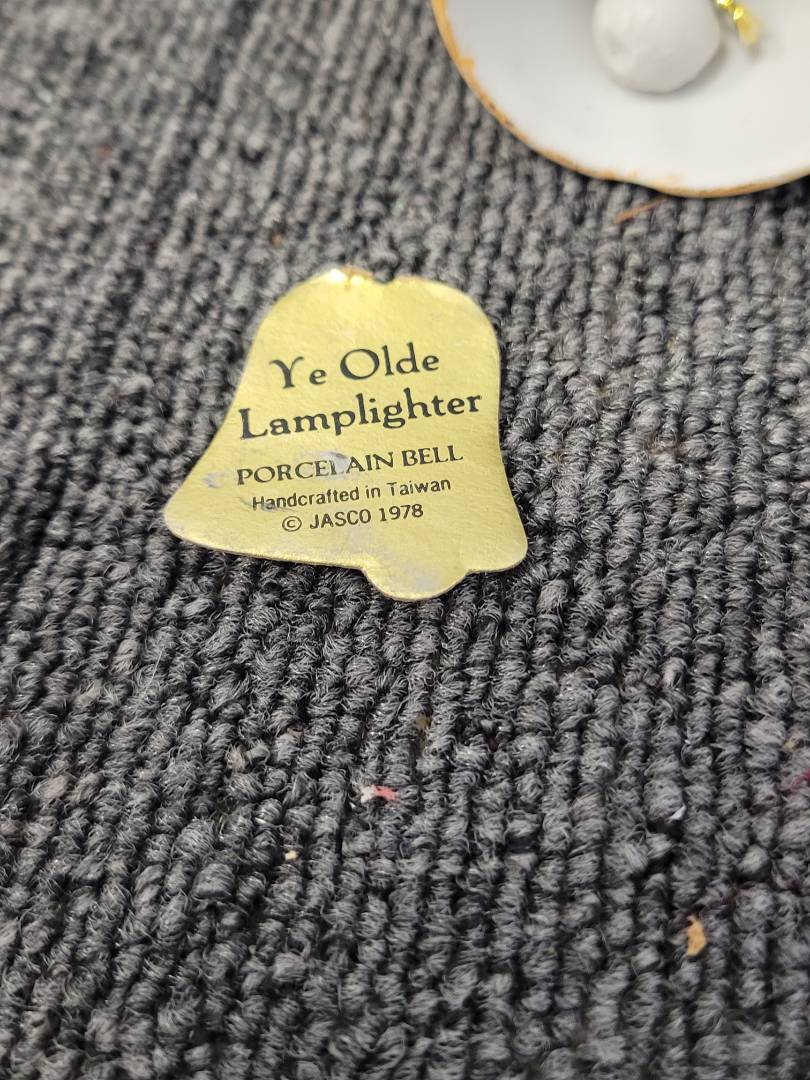 Ye Olde
Lamplighter
PORCELAIN BELL
Handcrafted in Taiwan
© JASCO 1978